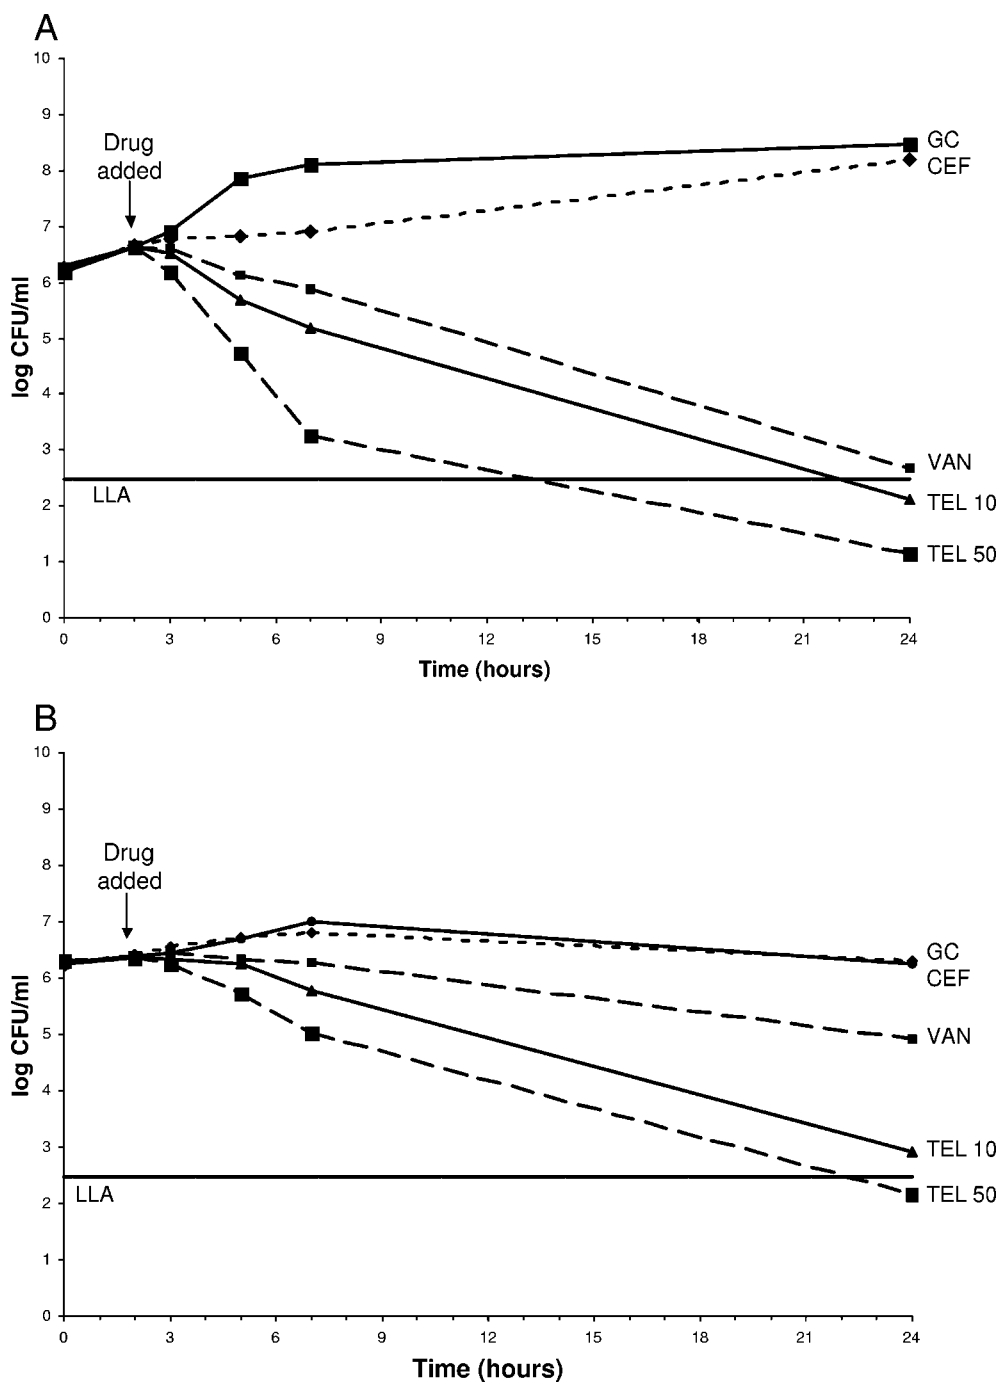 A
10
9
8
7
6
5
4
3
2
1
0
log CFU/ml
Drug
added
GC
CEF
VAN
TEL 10
TEL 50
LLA
0 3 6 9 12 15 18 21 24
Time (hours)
B
10
9
8
7
6
5
4
3
2
1
0
log CFU/ml
Drug
added
GC
CEF
VAN
TEL 10
TEL 50
LLA
0 3 6 9 12 15 18 21 24
Time (hours)